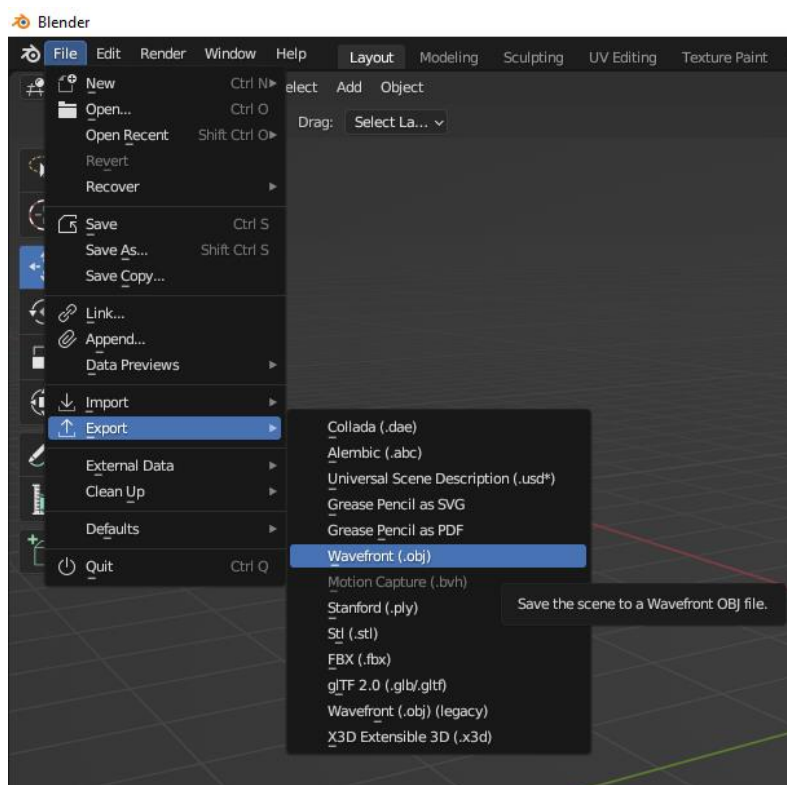 Blender
File Edit Render Window Help Layout Modeling Sculpting UV Editing Texture Paint
New Ctrl N
elect Add Object
Open... Ctrl O
Drag: Select La...
Open Recent Shift Ctrl O
Revert
Recover
Save Ctrl S
Save As... Shift Ctrl S
Save Copy...
Link...
Append...
Data Previews
Import
Export
External Data
Clean Up
Defaults
Quit Ctrl Q
Collada (.dae)
Alembic (.abc)
Universal Scene Description (.usd*)
Grease Pencil as SVG
Grease Pencil as PDF
Wavefront (.obj)
Motion Capture (.bvh)
Stanford (.ply)
Stl (.stl)
FBX (.fbx)
glTF 2.0 (.glb/.gltf)
Wavefront (.obj) (legacy)
X3D Extensible 3D (.x3d)
Save the scene to a Wavefront OBJ file.